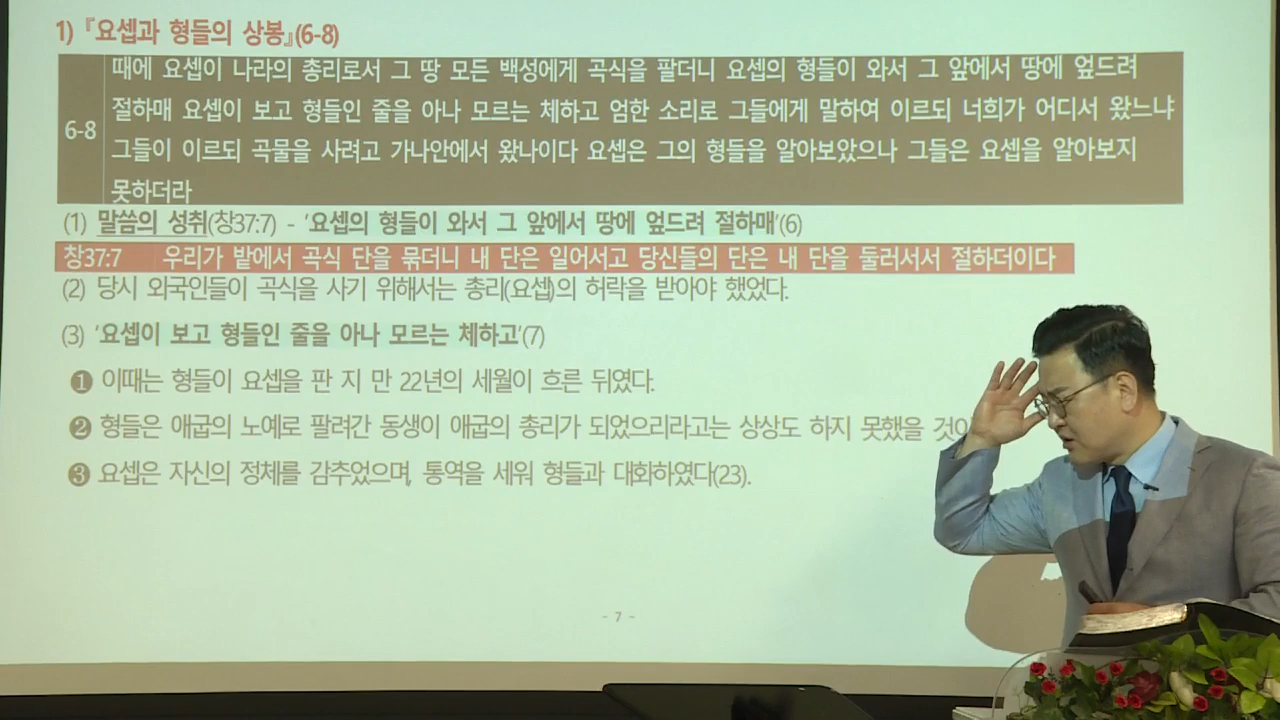 1) 『요셉과 형들의 상봉』(6-8)
6-8
때에 요셉이 나라의 총리로서 그 땅 모든 백성에게 곡식을 팔더니 요셉의 형들이 와서 그 앞에서 땅에 엎드려
절하매 요셉이 보고 형들인 줄을 아나 모르는 체하고 엄한 소리로 그들에게 말하여 이르되 너희가 어디서 왔느냐
그들이 이르되 곡물을 사려고 가나안에서 왔나이다 요셉은 그의 형들을 알아보았으나 그들은 요셉을 알아보지
못하더라
(1) 말씀의 성취(창37:7) - '요셉의 형들이 와서 그 앞에서 땅에 엎드려 절하매'(6)
창37:7 우리가 밭에서 곡식 단을 묶더니 내 단은 일어서고 당신들의 단은 내 단을 둘러서서 절하더이다
(2) 당시 외국인들이 곡식을 사기 위해서는 총리(요셉)의 허락을 받아야 했었다.
(3) '요셉이 보고 형들인 줄을 아나 모르는 체하고'(7)
❶ 이때는 형들이 요셉을 판 지 만 22년의 세월이 흐른 뒤였다.
❷ 형들은 애굽의 노예로 팔려간 동생이 애굽의 총리가 되었으리라고는 상상도 하지 못했을 것이
❸ 요셉은 자신의 정체를 감추었으며, 통역을 세워 형들과 대화하였다(23).
- 7 -